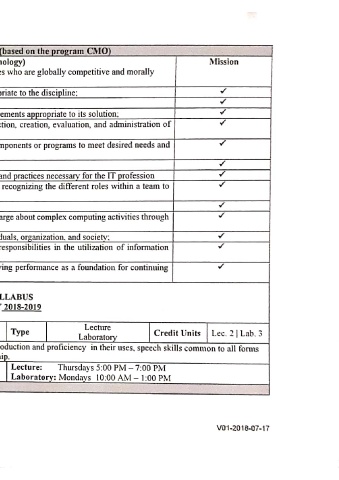 (based on the program CMO)
nology) Mission
es who are globally competitive and morally
riate to the discipline; ✓
✓
ements appropriate to its solution; ✓
ction, creation, evaluation, and administration of ✓
mponents or programs to meet desired needs and ✓
✓
and practices necessary for the IT profession ✓
recognizing the different roles within a team to ✓
✓
arge about complex computing activities through ✓
duals, organization, and society; ✓
responsibilities in the utilization of information ✓
ving performance as a foundation for continuing ✓
LLABUS
2018-2019
Type Lecture Laboratory Credit Units Lec. 2 | Lab. 3
oduction and proficiency in their uses, speech skills common to all forms
ip.
Lecture: Thursdays 5:00 PM – 7:00 PM
Laboratory: Mondays 10:00 AM – 1:00 PM
V01-2018-07-17